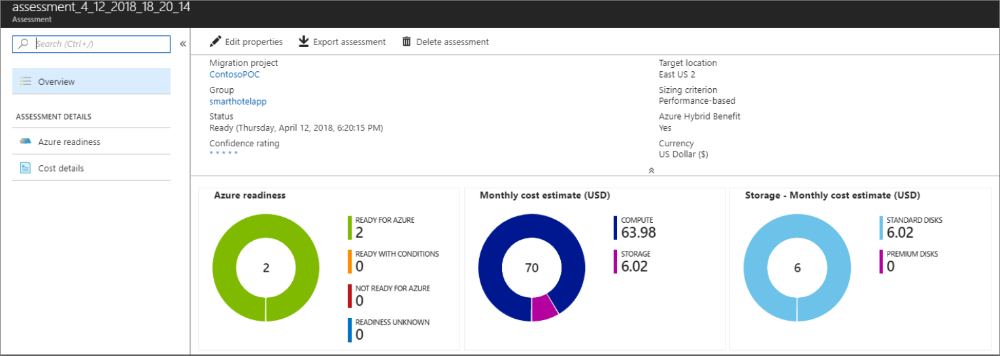 assessment_4_12_2018_18_20_14
Assessment
Search (Ctrl+/)
«
Overview
ASSESSMENT DETAILS
Azure readiness
Cost details
Edit properties
Export assessment
Delete assessment
Migration project
ContosoPOC
Group
smarthotelapp
Status
Ready (Thursday, April 12, 2018, 6:20:15 PM)
Confidence rating
* * * * *
Target location
East US 2
Sizing criterion
Performance-based
Azure Hybrid Benefit
Yes
Currency
US Dollar ($)
Azure readiness
2
READY FOR AZURE
2
READY WITH CONDITIONS
0
NOT READY FOR AZURE
0
READINESS UNKNOWN
0
Monthly cost estimate (USD)
70
COMPUTE
63.98
STORAGE
6.02
Storage - Monthly cost estimate (USD)
6
STANDARD DISKS
6.02
PREMIUM DISKS
0